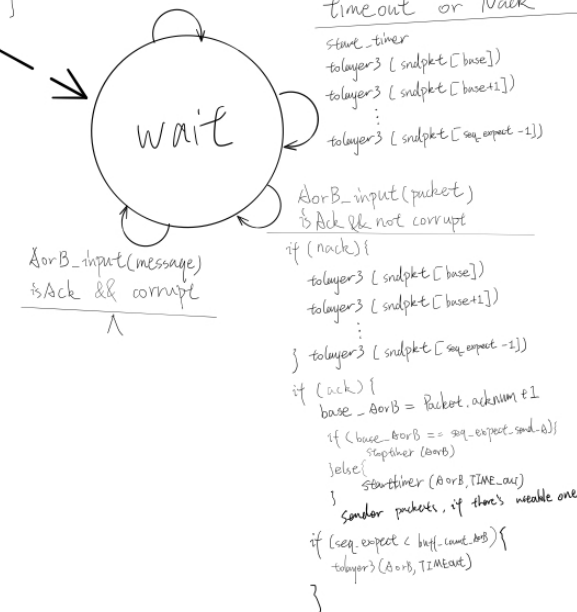 }
timeout or Nack
start_timer
tolayer3 ( sndpkt [base])
tolayer3 ( sndpkt [base+1])
⋮
tolayer3 ( sndpkt [seq_expect -1])
wait
AorB_input(packet)
isAck && not corrupt
AorB_input(message)
isAck && corrupt
Λ
if (nack){
tolayer3 ( sndpkt [base])
tolayer3 ( sndpkt [base+1])
⋮
} tolayer3 ( sndpkt [seq_expect -1])
if (ack){
base_AorB = Packet.acknum +1
if (base_AorB == seq_expect_send_A){
stoptimer (AorB)
}else{
starttimer (AorB,TIME_out)
}
sender packets, if there's one
if (seq_expect < buff_count_AorB){
tolayer3 (AorB, TIMEout)
}